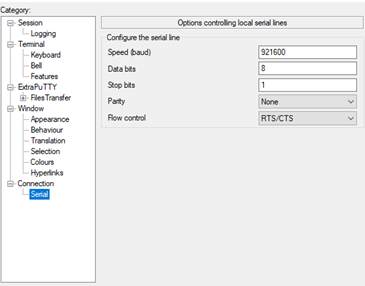 Category:
Session
Logging
Terminal
Keyboard
Bell
Features
ExtraPuTTY
FilesTransfer
Window
Appearance
Behaviour
Translation
Selection
Colours
Hyperlinks
Connection
Serial
Options controlling local serial lines
Configure the serial line
Speed (baud) 921600
Data bits 8
Stop bits 1
Parity None
Flow control RTS/CTS